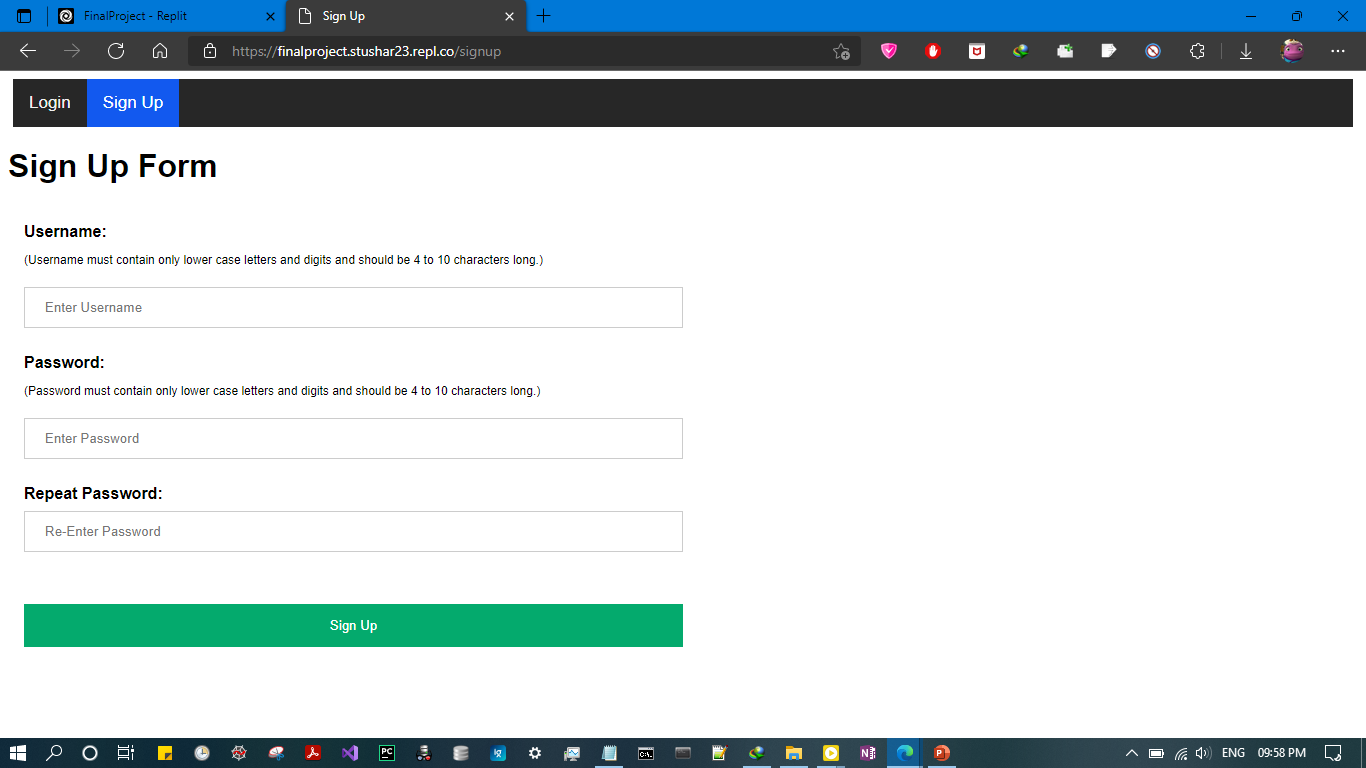 FinalProject - Replit
Sign Up
https://finalproject.stushar23.repl.co/signup
Login
Sign Up
Sign Up Form
Username:
(Username must contain only lower case letters and digits and should be 4 to 10 characters long.)
Enter Username
Password:
(Password must contain only lower case letters and digits and should be 4 to 10 characters long.)
Enter Password
Repeat Password:
Re-Enter Password
Sign Up
PC
ENG
09:58 PM